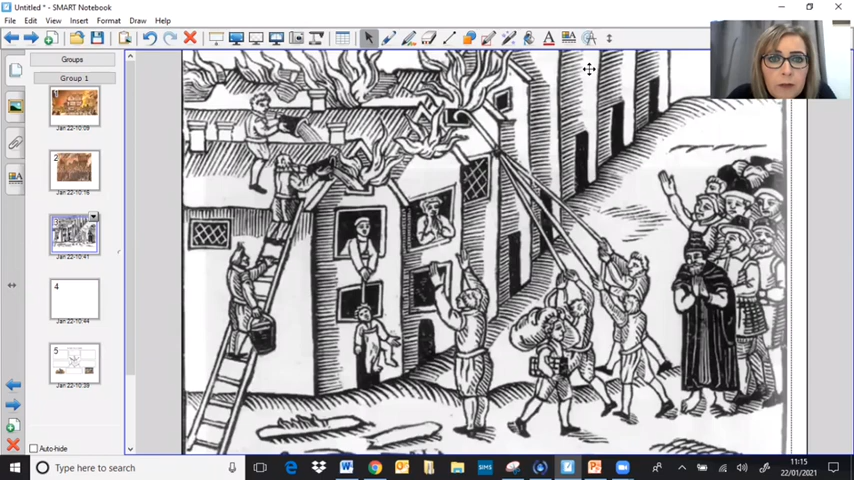 Untitled * - SMART Notebook
File Edit View Insert Format Draw Help
Groups
Group 1
1
Jan 22-10:09
2
Jan 22-10:16
Jan 22-10:41
4
Jan 22-10:44
5
Jan 22-10:39
Auto-hide
Type here to search
SIMS
11:15
22/01/2021